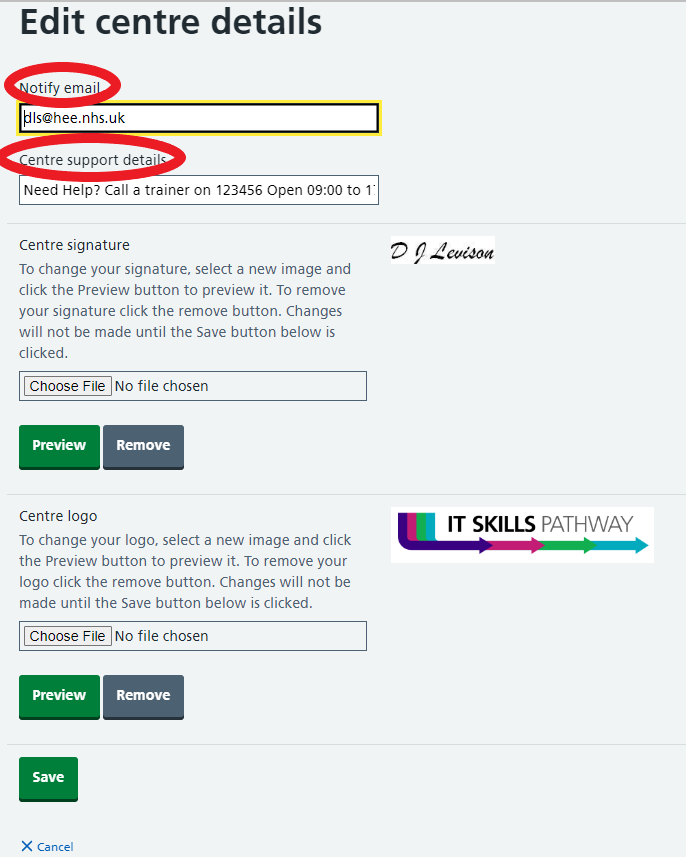 Edit centre details
Notify email
dls@hee.nhs.uk
Centre support details
Need Help? Call a trainer on 123456 Open 09:00 to
Centre signature
D J Levison
To change your signature, select a new image and
click the Preview button to preview it. To remove
your signature click the remove button. Changes
will not be made until the Save button below is
clicked.
Choose File No file chosen
Preview Remove
Centre logo
IT SKILLS PATHWAY
To change your logo, select a new image and click
the Preview button to preview it. To remove your
logo click the remove button. Changes will not be
made until the Save button below is clicked.
Choose File No file chosen
Preview Remove
Save
Cancel